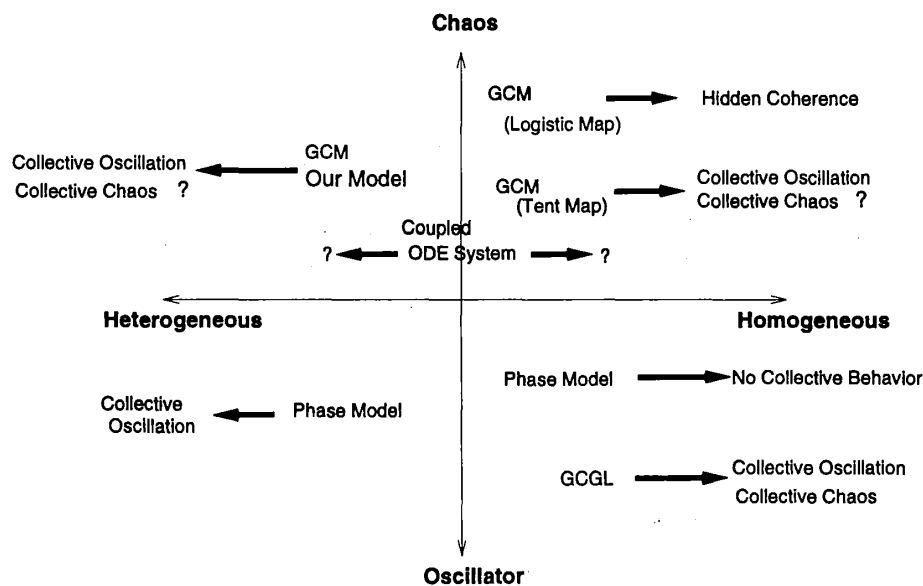 Chaos
GCM
(Logistic Map)
Hidden Coherence
Collective Oscillation
Collective Chaos ?
GCM
Our Model
GCM
(Tent Map)
Collective Oscillation
Collective Chaos ?
Coupled
? ODE System ?
Heterogeneous
Homogeneous
Phase Model
No Collective Behavior
Collective
Oscillation
Phase Model
GCGL
Collective Oscillation
Collective Chaos
Oscillator